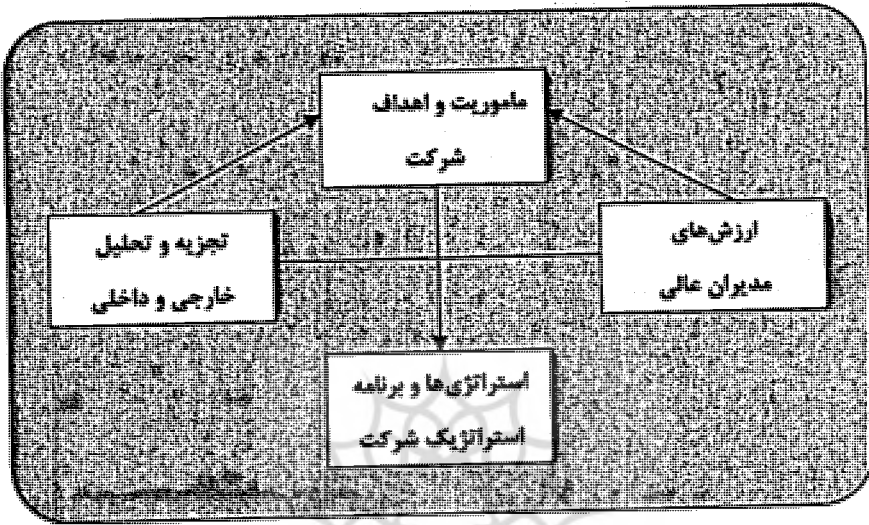 ماموریت و اهداف
شرکت
ارزش‌های
مدیران عالی
تجزیه و تحلیل
خارجی و داخلی
استراتژی‌ها و برنامه
استراتژیک شرکت